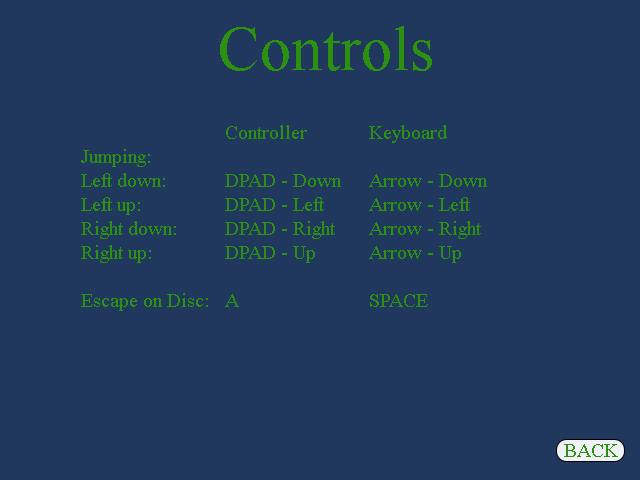 Controls
Controller Keyboard
Jumping:
Left down: DPAD - Down Arrow - Down
Left up: DPAD - Left Arrow - Left
Right down: DPAD - Right Arrow - Right
Right up: DPAD - Up Arrow - Up
Escape on Disc: A SPACE
BACK